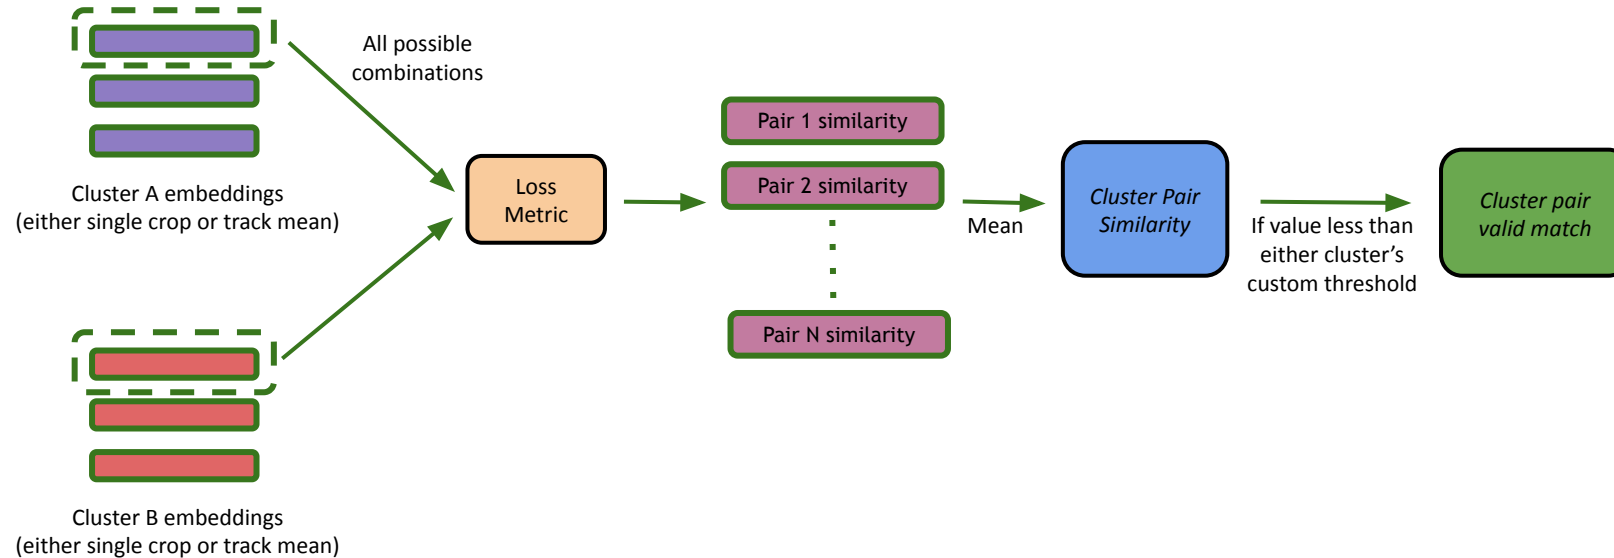 All possible
combinations
Cluster A embeddings
(either single crop or track mean)
Loss
Metric
Pair 1 similarity
Pair 2 similarity
Pair N similarity
Mean
Cluster Pair
Similarity
If value less than
either cluster’s
custom threshold
Cluster pair
valid match
Cluster B embeddings
(either single crop or track mean)